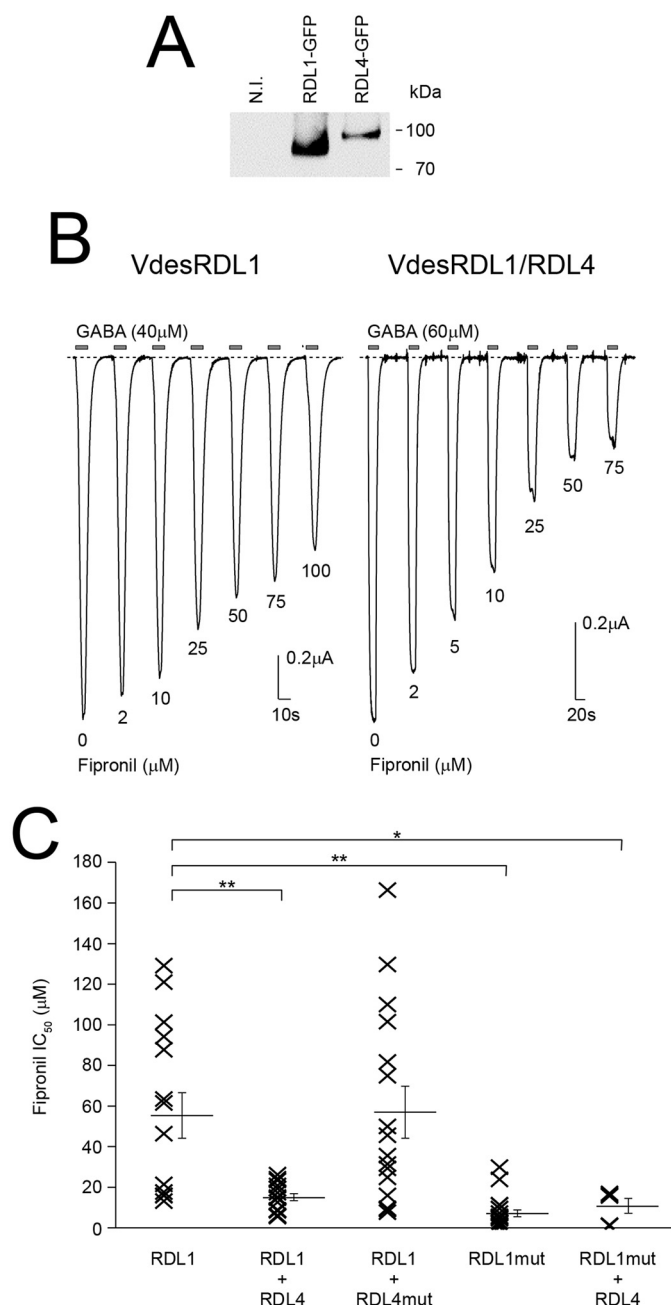 A
N.I.
RDL1-GFP
RDL4-GFP
kDa
- 100
- 70
B
VdesRDL1
VdesRDL1/RDL4
GABA (40μM)
GABA (60μM)
0
2
10
25
50
75
100
0.2μA
10s
Fipronil (μM)
0
2
5
10
25
50
75
0.2μA
20s
Fipronil (μM)
C
*
**
**
180
160
140
120
100
80
60
40
20
0
Fipronil IC50 (μM)
RDL1
RDL1
+
RDL4
RDL1
+
RDL4mut
RDL1mut
RDL1mut
+
RDL4